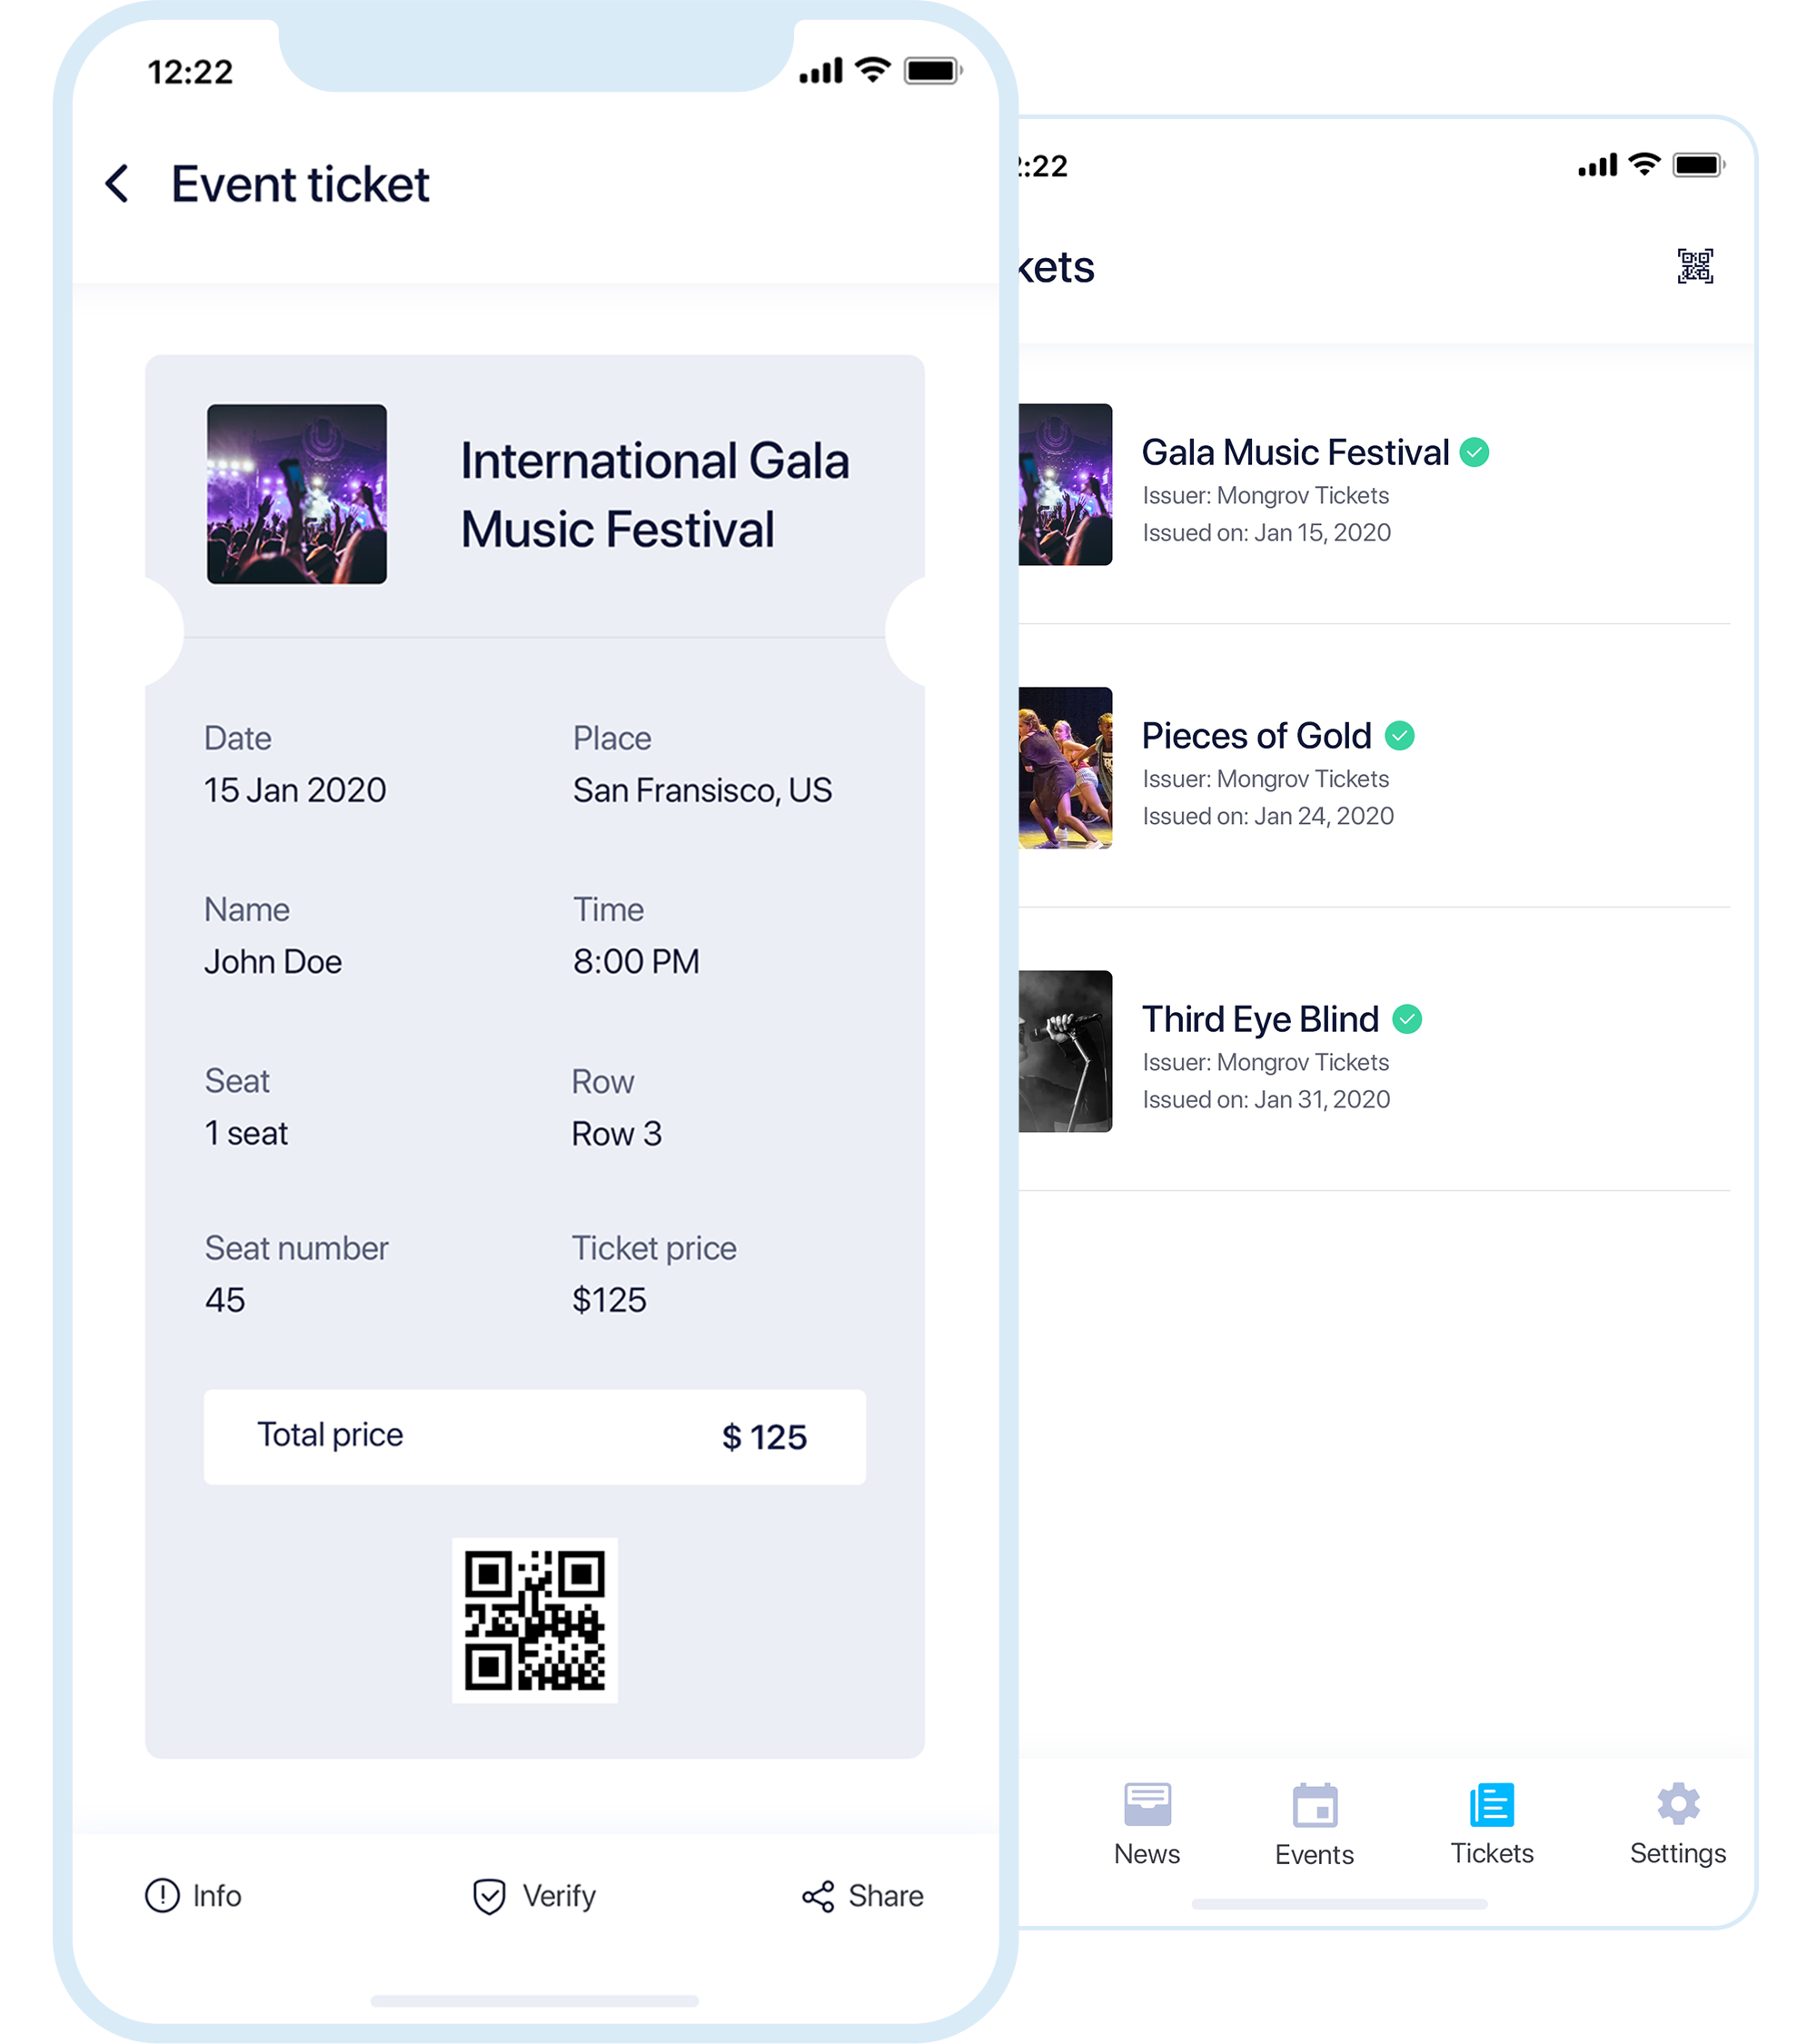 12:22
Event ticket
International Gala
Music Festival
Date
15 Jan 2020
Place
San Fransisco, US
Name
John Doe
Time
8:00 PM
Seat
1 seat
Row
Row 3
Seat number
45
Ticket price
$125
Total price
$ 125
Info
Verify
Share
:22
kets
Gala Music Festival
Issuer: Mongrov Tickets
Issued on: Jan 15, 2020
Pieces of Gold
Issuer: Mongrov Tickets
Issued on: Jan 24, 2020
Third Eye Blind
Issuer: Mongrov Tickets
Issued on: Jan 31, 2020
News
Events
Tickets
Settings